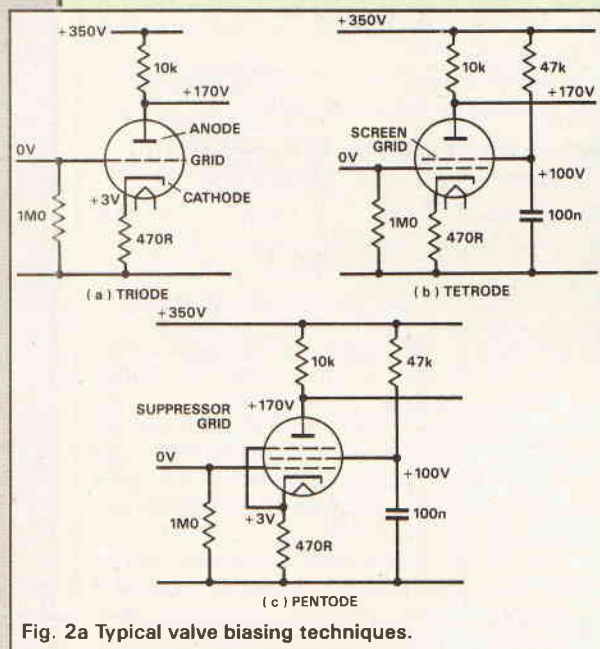 +350V
10k
+170V
ANODE
0V
GRID
CATHODE
+3V
1M0
470R
( a ) TRIODE
+350V
10k
47k
+170V
SCREEN
GRID
0V
+100V
1M0
470R
100n
( b ) TETRODE
+350V
10k
47k
SUPPRESSOR
GRID
+170V
0V
+100V
+3V
1M0
470R
100n
( c ) PENTODE
Fig. 2a Typical valve biasing techniques.